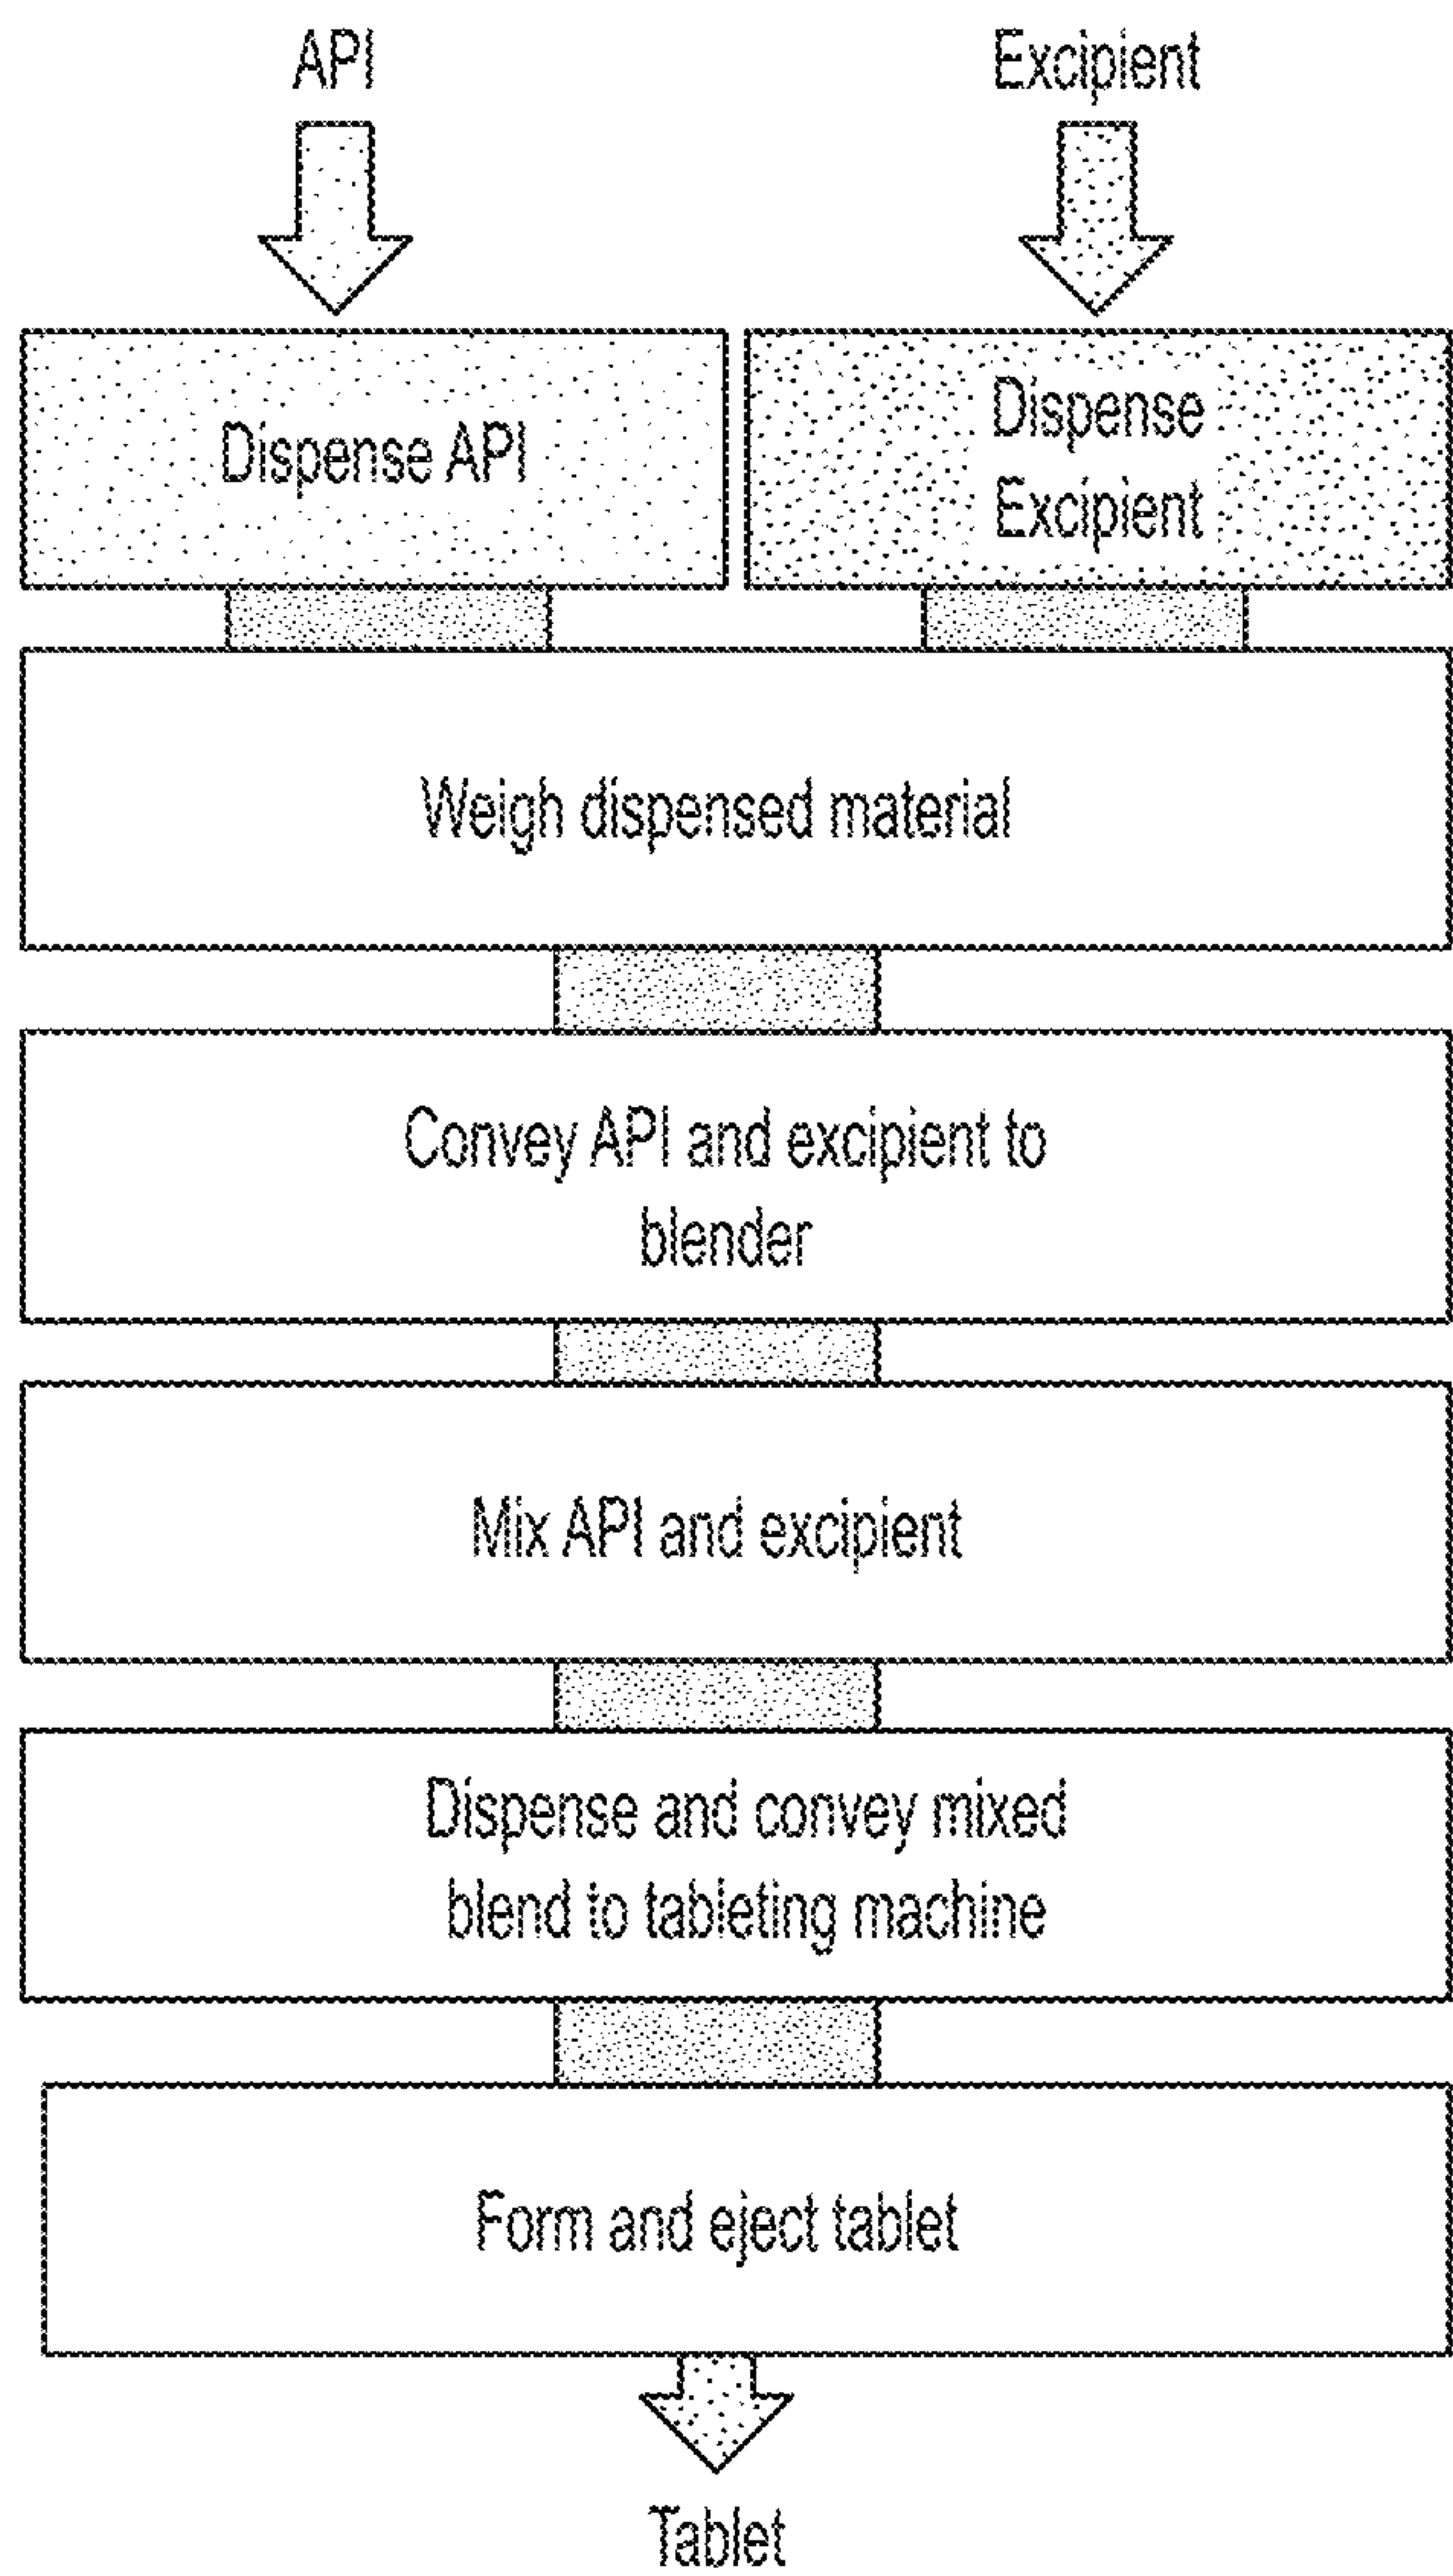 API
Excipient
Dispense API
Dispense
Excipient
Weigh dispensed material
Convey API and excipient to
blender
Mix API and excipient
Dispense and convey mixed
blend to tableting machine
Form and eject tablet
Tablet